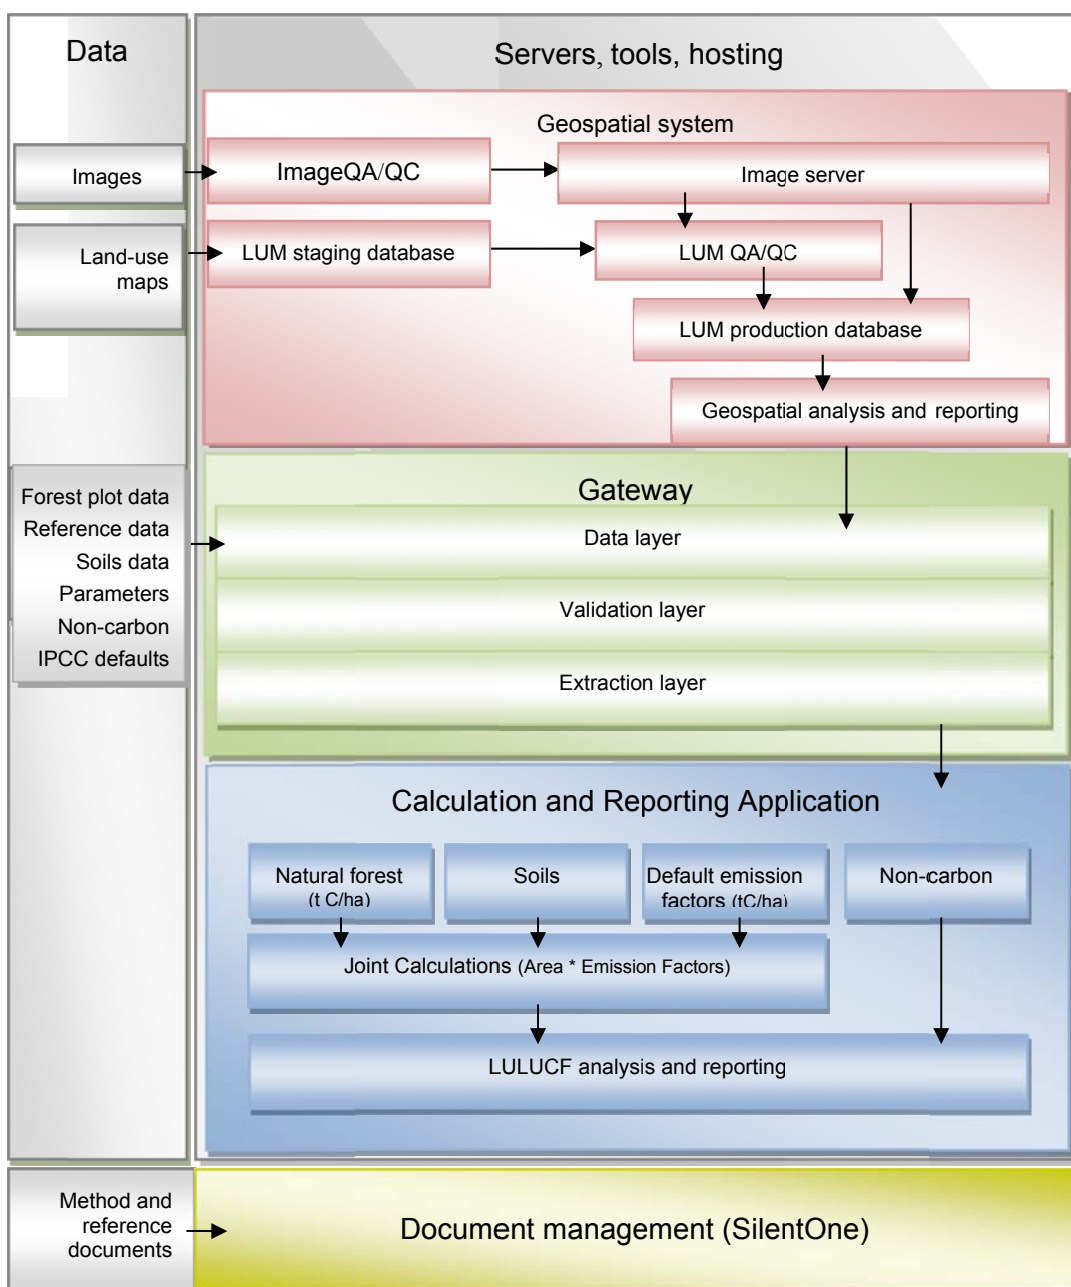 Data
Servers, tools, hosting
Geospatial system
Images
ImageQA/QC
Image server
Land-use
maps
LUM staging database
LUM QA/QC
LUM production database
Geospatial analysis and reporting
Forest plot data
Reference data
Soils data
Parameters
Non-carbon
IPCC defaults
Gateway
Data layer
Validation layer
Extraction layer
Calculation and Reporting Application
Natural forest
(t C/ha)
Soils
Default emission
factors (tC/ha)
Non-carbon
Joint Calculations (Area * Emission Factors)
LULUCF analysis and reporting
Method and
reference
documents
Document management (SilentOne)